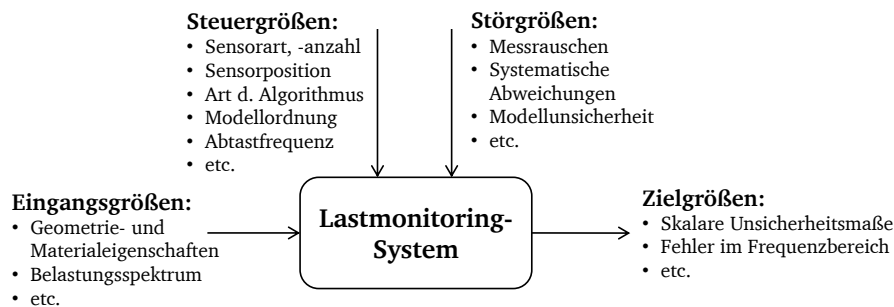 Steuergrößen:
• Sensorart, -anzahl
• Sensorposition
• Art d. Algorithmus
• Modellordnung
• Abtastfrequenz
• etc.
Störgrößen:
• Messrauschen
• Systematische
Abweichungen
• Modellunsicherheit
• etc.
Eingangsgrößen:
• Geometrie- und
Materialeigenschaften
• Belastungsspektrum
• etc.
Lastmonitoring-
System
Zielgrößen:
• Skalare Unsicherheitsmaße
• Fehler im Frequenzbereich
• etc.